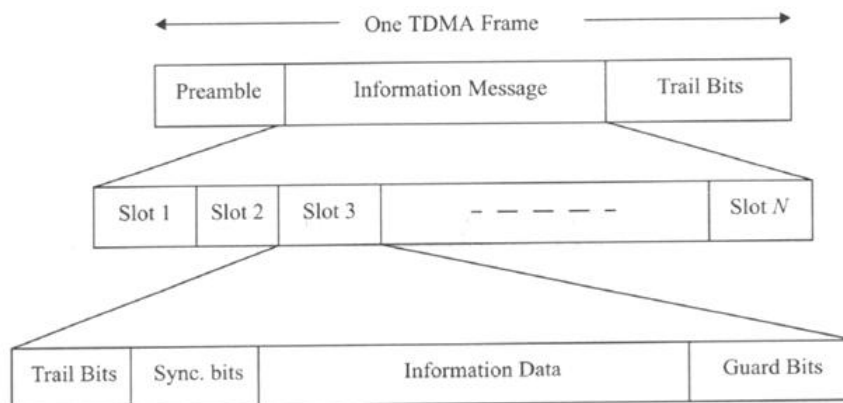 One TDMA Frame
Preamble
Information Message
Trail Bits
Slot 1
Slot 2
Slot 3
Slot N
Trail Bits
Sync. bits
Information Data
Guard Bits